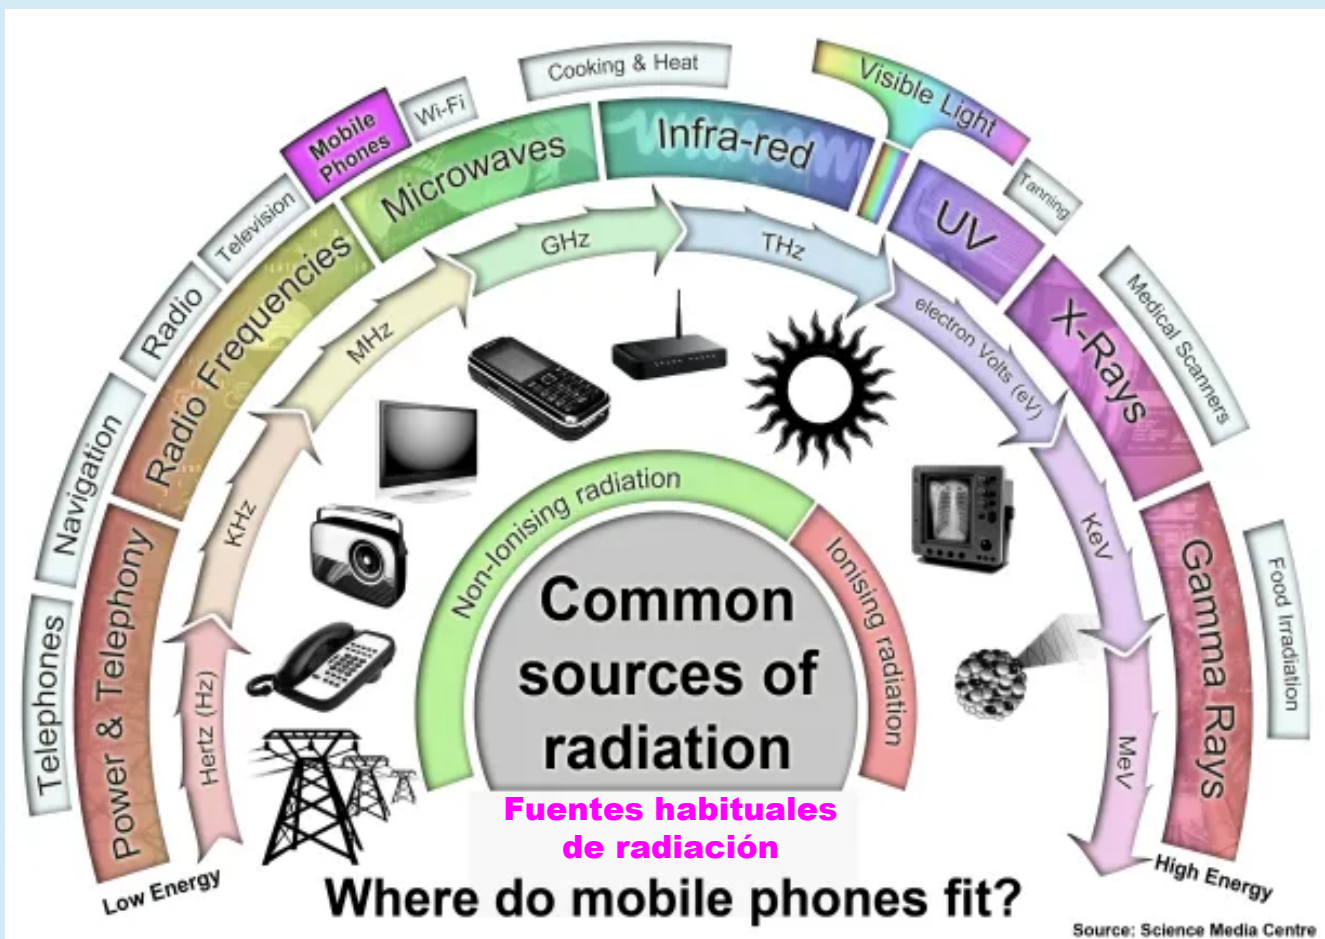 Cooking & Heat
Visible Light
Wi-Fi
Mobile
Phones
Tanning
Television
Radio
Navigation
Telephones
Medical Scanners
Food Irradiation
Power & Telephony
Radio Frequencies
Microwaves
Infra-red
UV
X-Rays
Gamma Rays
Hertz (Hz)
KHz
MHz
GHz
THz
electron Volts (eV)
KeV
MeV
Non-Ionising radiation
Ionising radiation
Common
sources of
radiation
Fuentes habituales
de radiación
Low Energy
High Energy
Where do mobile phones fit?
Source: Science Media Centre